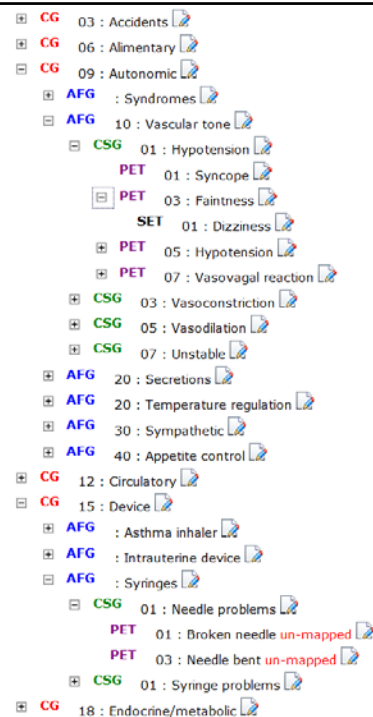 CG 03 : Accidents
CG 06 : Alimentary
CG 09 : Autonomic
AFG : Syndromes
AFG 10 : Vascular tone
CSG 01 : Hypotension
PET 01 : Syncope
PET 03 : Faintness
SET 01 : Dizziness
PET 05 : Hypotension
PET 07 : Vasovagal reaction
CSG 03 : Vasoconstriction
CSG 05 : Vasodilation
CSG 07 : Unstable
AFG 20 : Secretions
AFG 20 : Temperature regulation
AFG 30 : Sympathetic
AFG 40 : Appetite control
CG 12 : Circulatory
CG 15 : Device
AFG : Asthma inhaler
AFG : Intrauterine device
AFG : Syringes
CSG 01 : Needle problems
PET 01 : Broken needle un-mapped
PET 03 : Needle bent un-mapped
CSG 01 : Syringe problems
CG 18 : Endocrine/metabolic